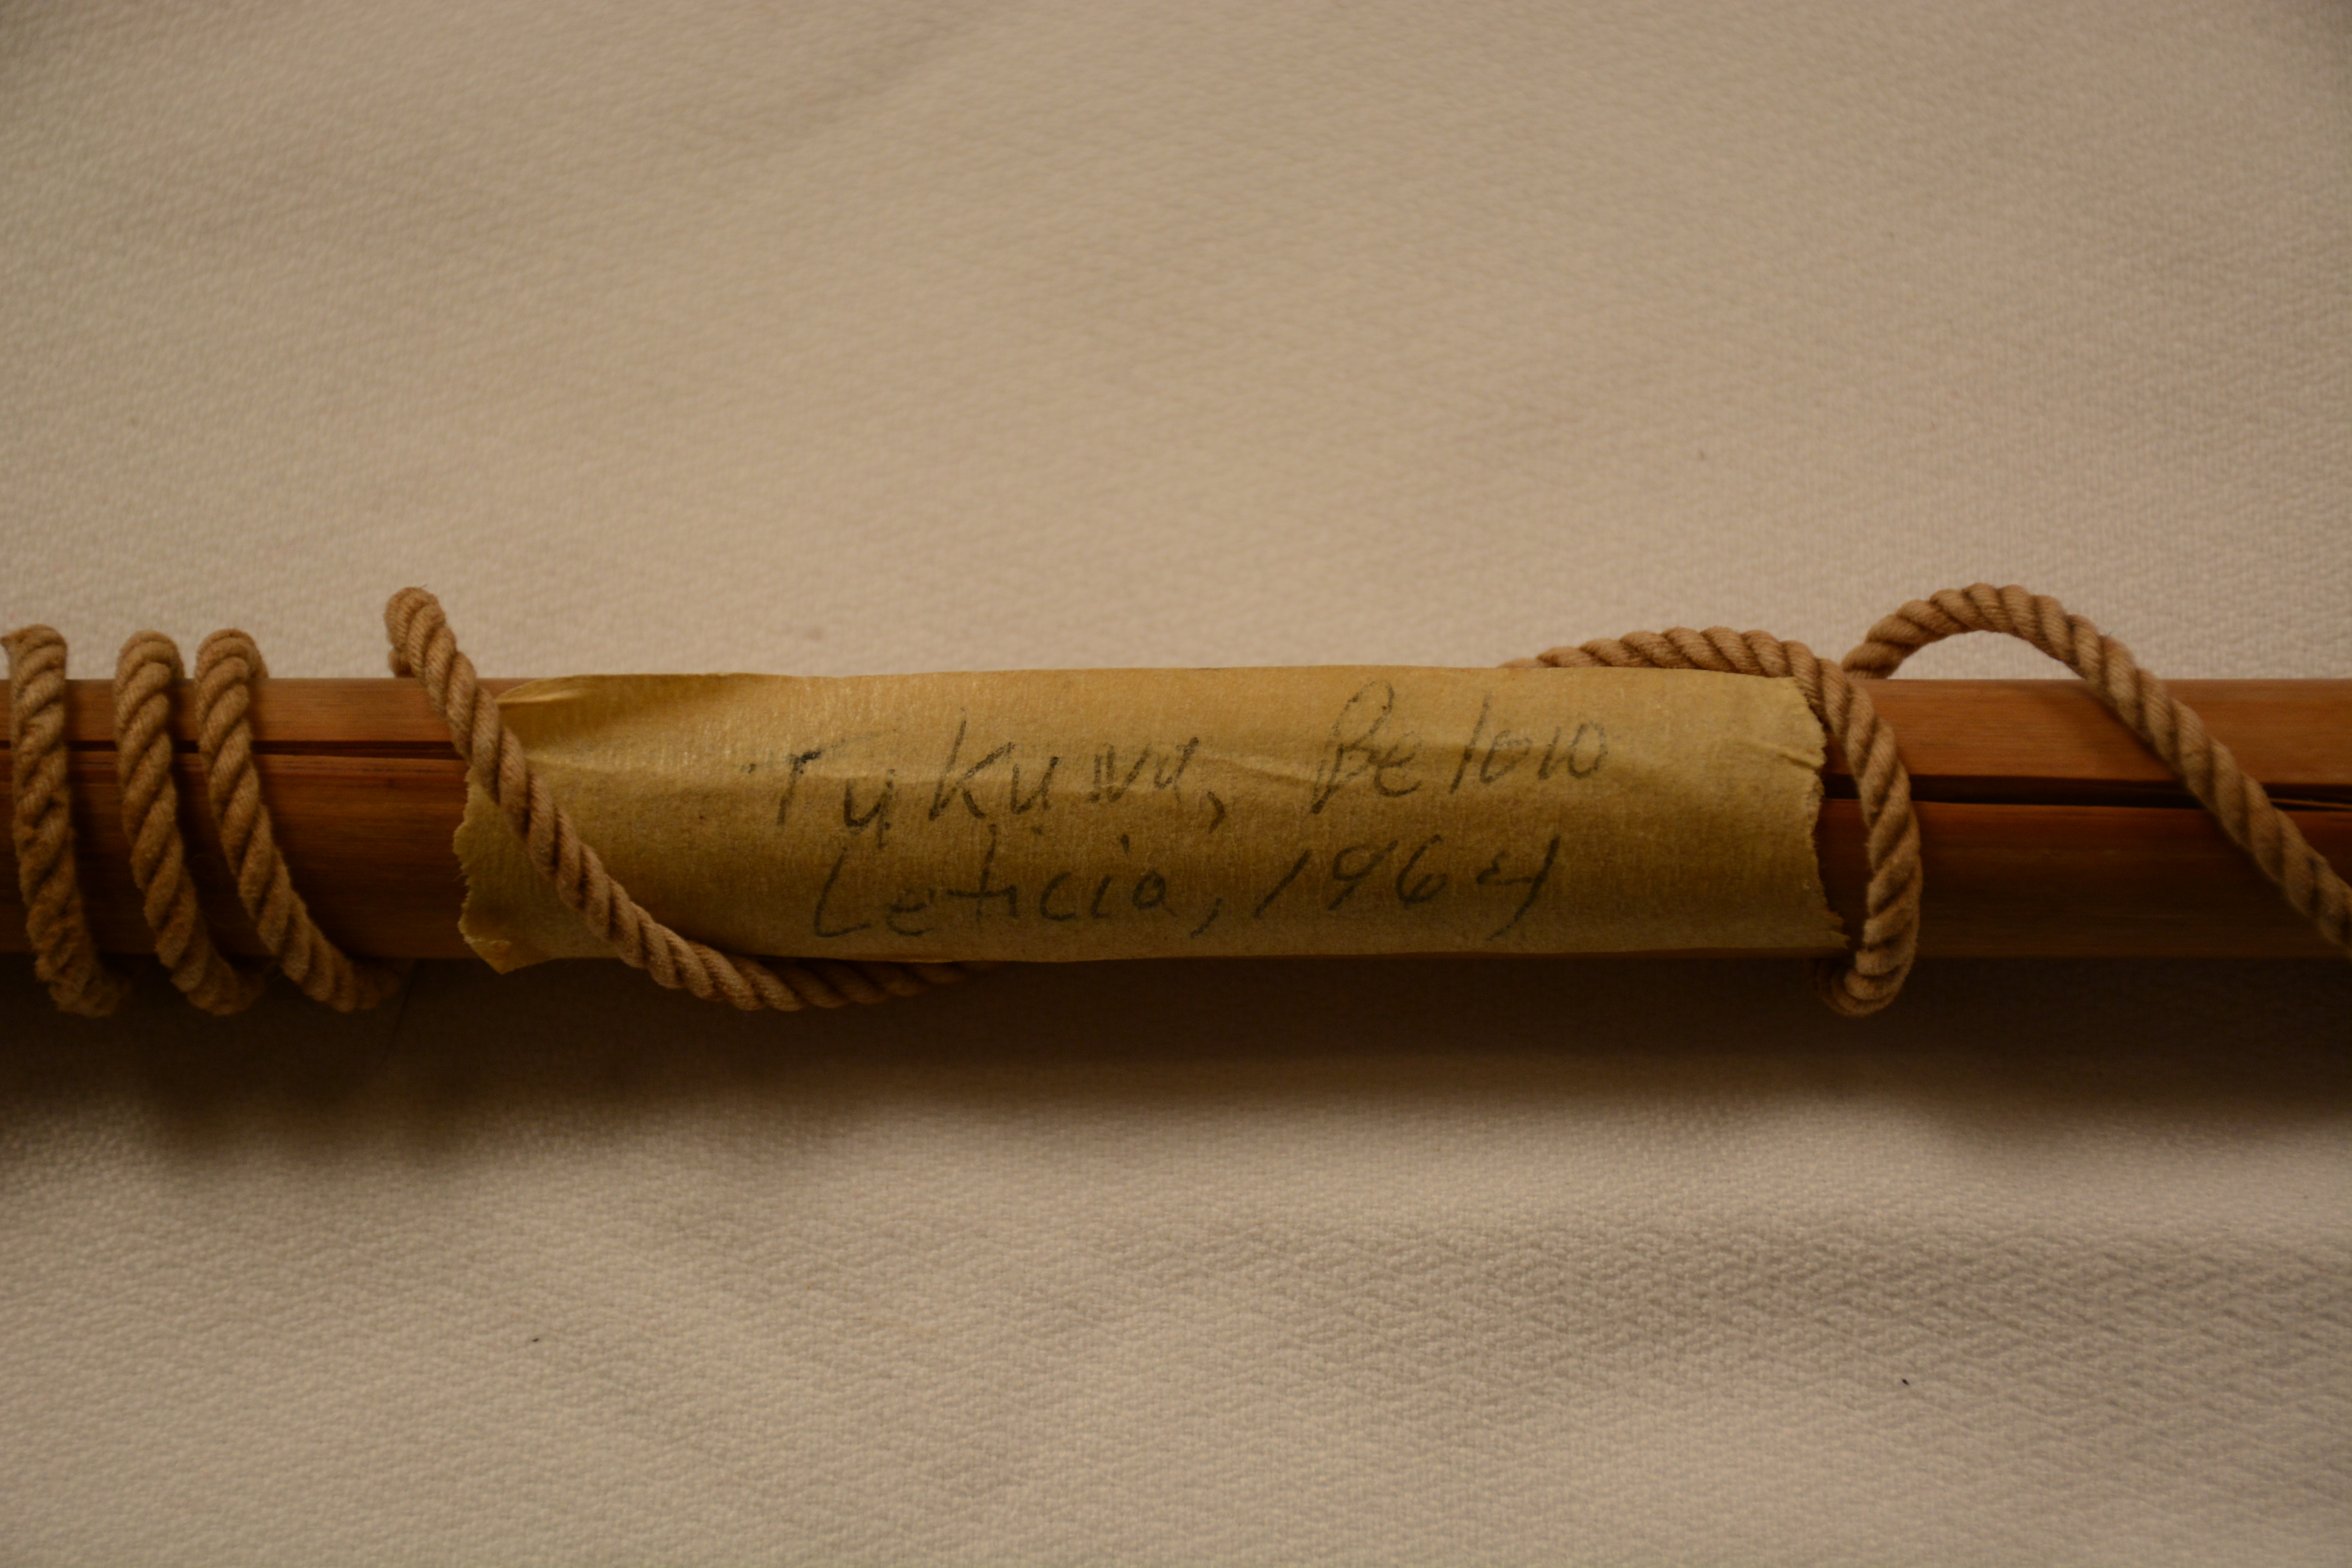 Tukuna, Below
Leticia, 1964